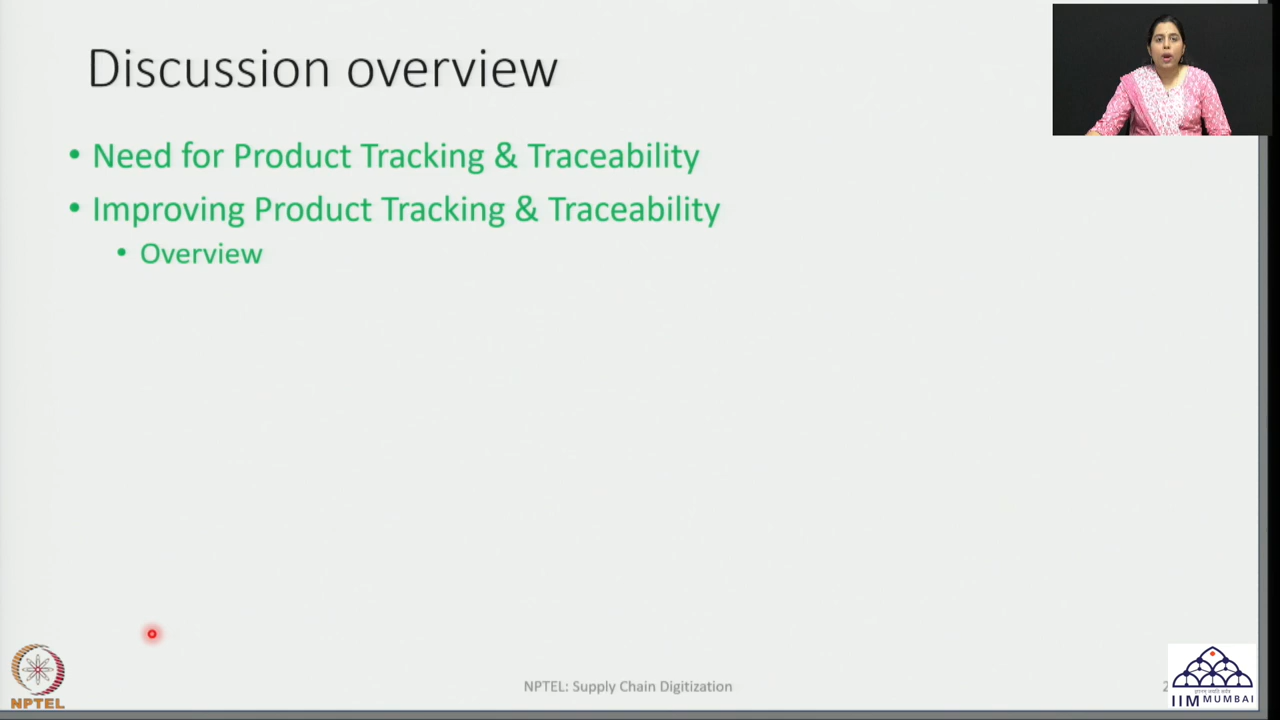 Discussion overview
• Need for Product Tracking & Traceability
• Improving Product Tracking & Traceability
• Overview
NPTEL
NPTEL: Supply Chain Digitization
IIM MUMBAI